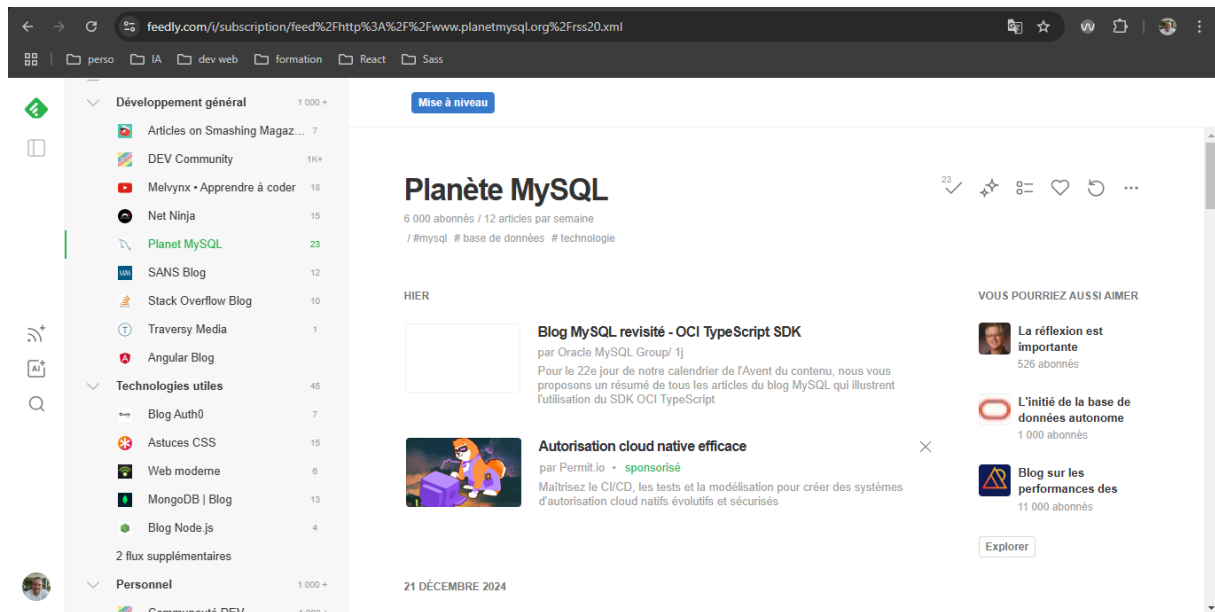 feedly.com/i/subscription/feed%2Fhttp%3A%2F%2Fwww.planetmysql.org%2Frss20.xml
perso IA dev web formation React Sass
Développement général 1 000 +
Articles on Smashing Magaz... 7
DEV Community 1K+
Melvynx • Apprendre à coder 18
Net Ninja 15
Planet MySQL 23
SANS Blog 12
Stack Overflow Blog 10
Traversy Media 1
Angular Blog
Technologies utiles 45
Blog Auth0 7
Astuces CSS 15
Web moderne 6
MongoDB | Blog 13
Blog Node.js 4
2 flux supplémentaires
Personnel 1 000 +
Communauté DEV
AI
Mise à niveau
Planète MySQL
23
6 000 abonnés / 12 articles par semaine
/ #mysql # base de données # technologie
HIER
Blog MySQL revisité - OCI TypeScript SDK
par Oracle MySQL Group/ 1j
Pour le 22e jour de notre calendrier de l'Avent du contenu, nous vous
proposons un résumé de tous les articles du blog MySQL qui illustrent
l'utilisation du SDK OCI TypeScript
Autorisation cloud native efficace
par Permit.io • sponsorisé
Maîtrisez le CI/CD, les tests et la modélisation pour créer des systèmes
d'autorisation cloud natifs évolutifs et sécurisés
21 DÉCEMBRE 2024
VOUS POURRIEZ AUSSI AIMER
La réflexion est
importante
526 abonnés
L'initié de la base de
données autonome
1 000 abonnés
Blog sur les
performances des
11 000 abonnés
Explorer